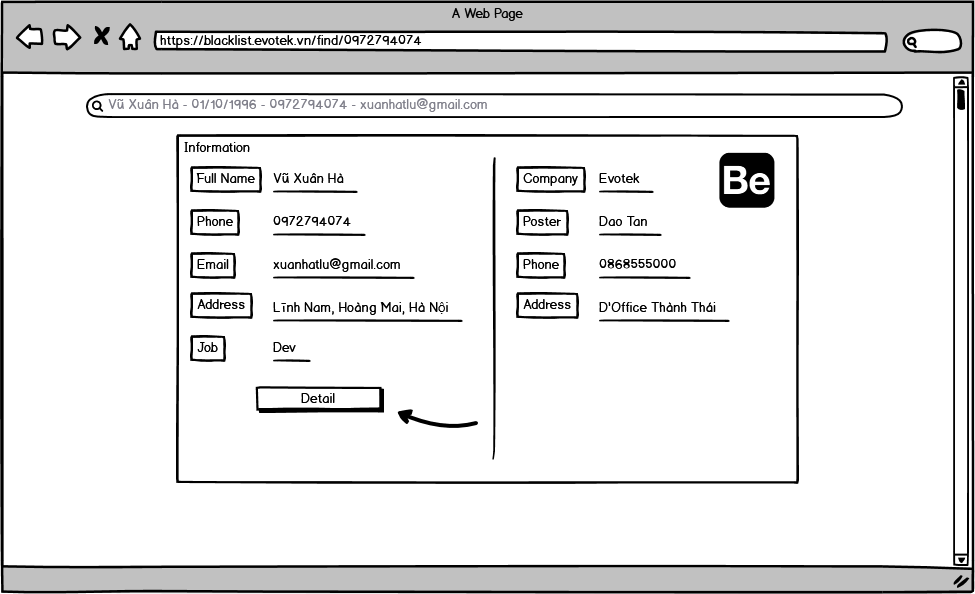 A Web Page
https://blacklist.evotek.vn/find/0972794074
Vũ Xuân Hà - 01/10/1996 - 0972794074 - xuanhatlu@gmail.com
Information
Full Name Vũ Xuân Hà
Phone 0972794074
Email xuanhatlu@gmail.com
Address Lĩnh Nam, Hoàng Mai, Hà Nội
Job Dev
Detail
Company Evotek
Poster Dao Tan
Phone 0868555000
Address D'Office Thành Thái
Be